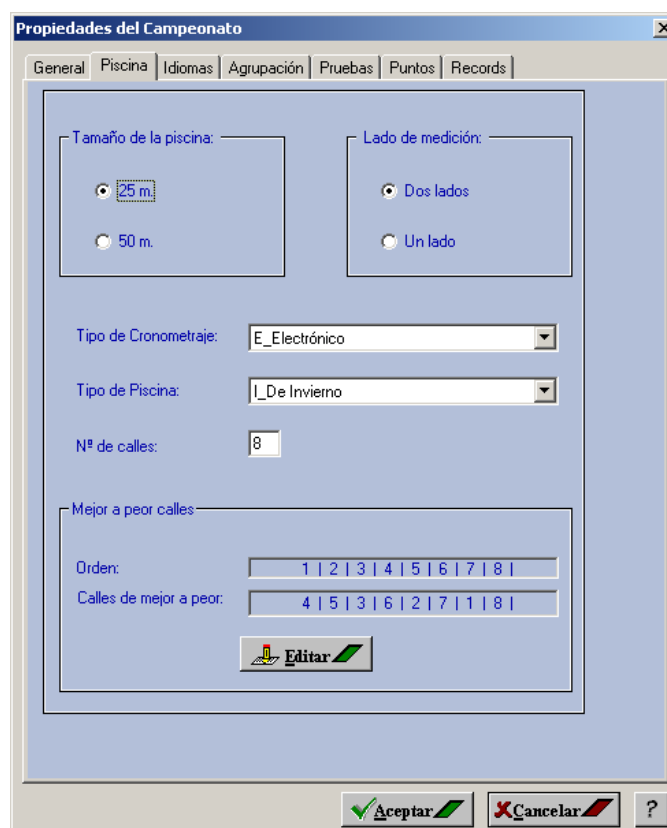 Propiedades del Campeonato
General Piscina Idiomas Agrupación Pruebas Puntos Records
Tamaño de la piscina: Lado de medición:
25 m. Dos lados
50 m. Un lado
Tipo de Cronometraje: E_Electrónico
Tipo de Piscina: I_De Invierno
Nº de calles: 8
Mejor a peor calles
Orden: 1 | 2 | 3 | 4 | 5 | 6 | 7 | 8 |
Calles de mejor a peor: 4 | 5 | 3 | 6 | 2 | 7 | 1 | 8 |
Editar
Aceptar Cancelar ?